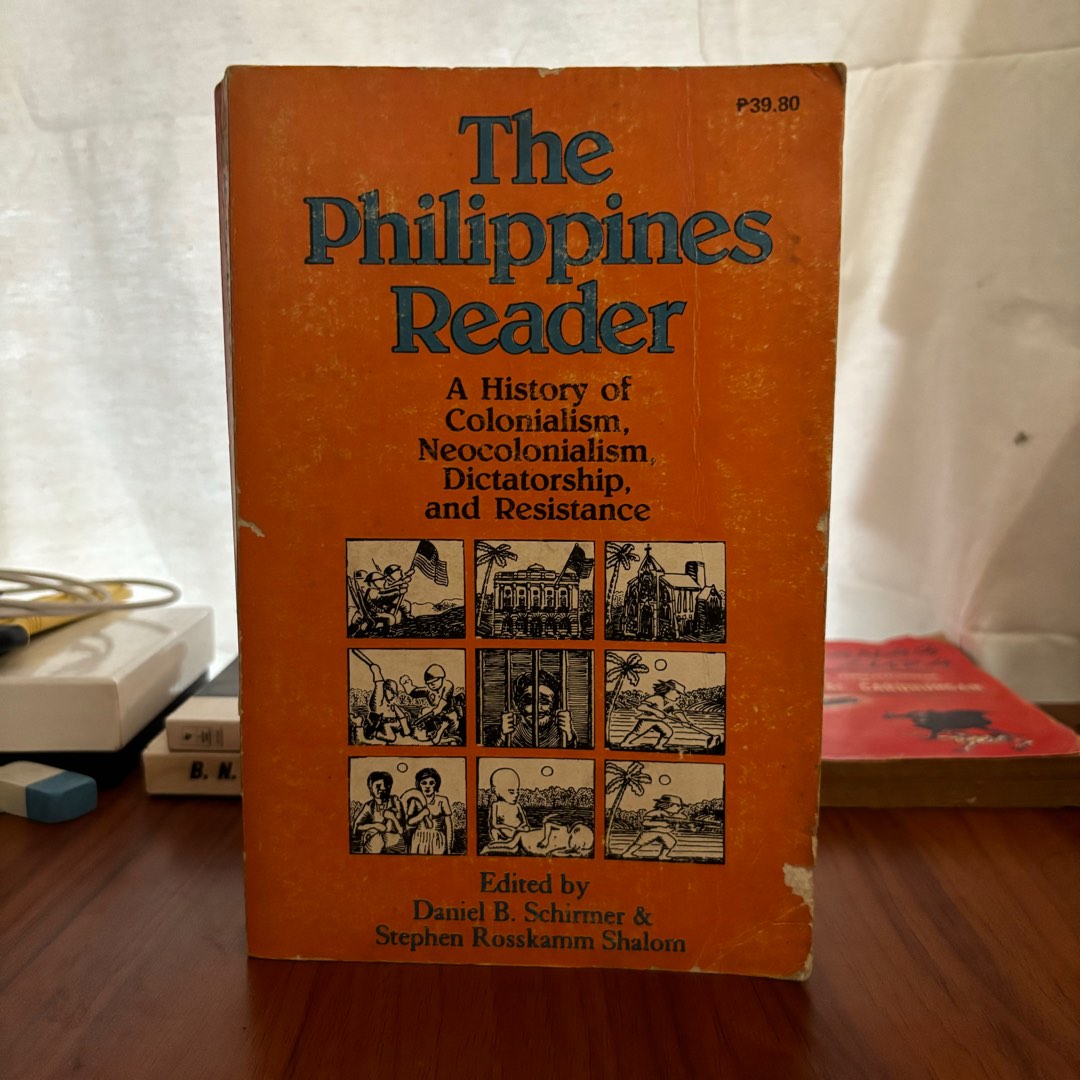 ₱39.80
The
Philippines
Reader
A History of
Colonialism,
Neocolonialism,
Dictatorship,
and Resistance
Edited by
Daniel B. Schirmer &
Stephen Rosskamm Shalom
B. N.